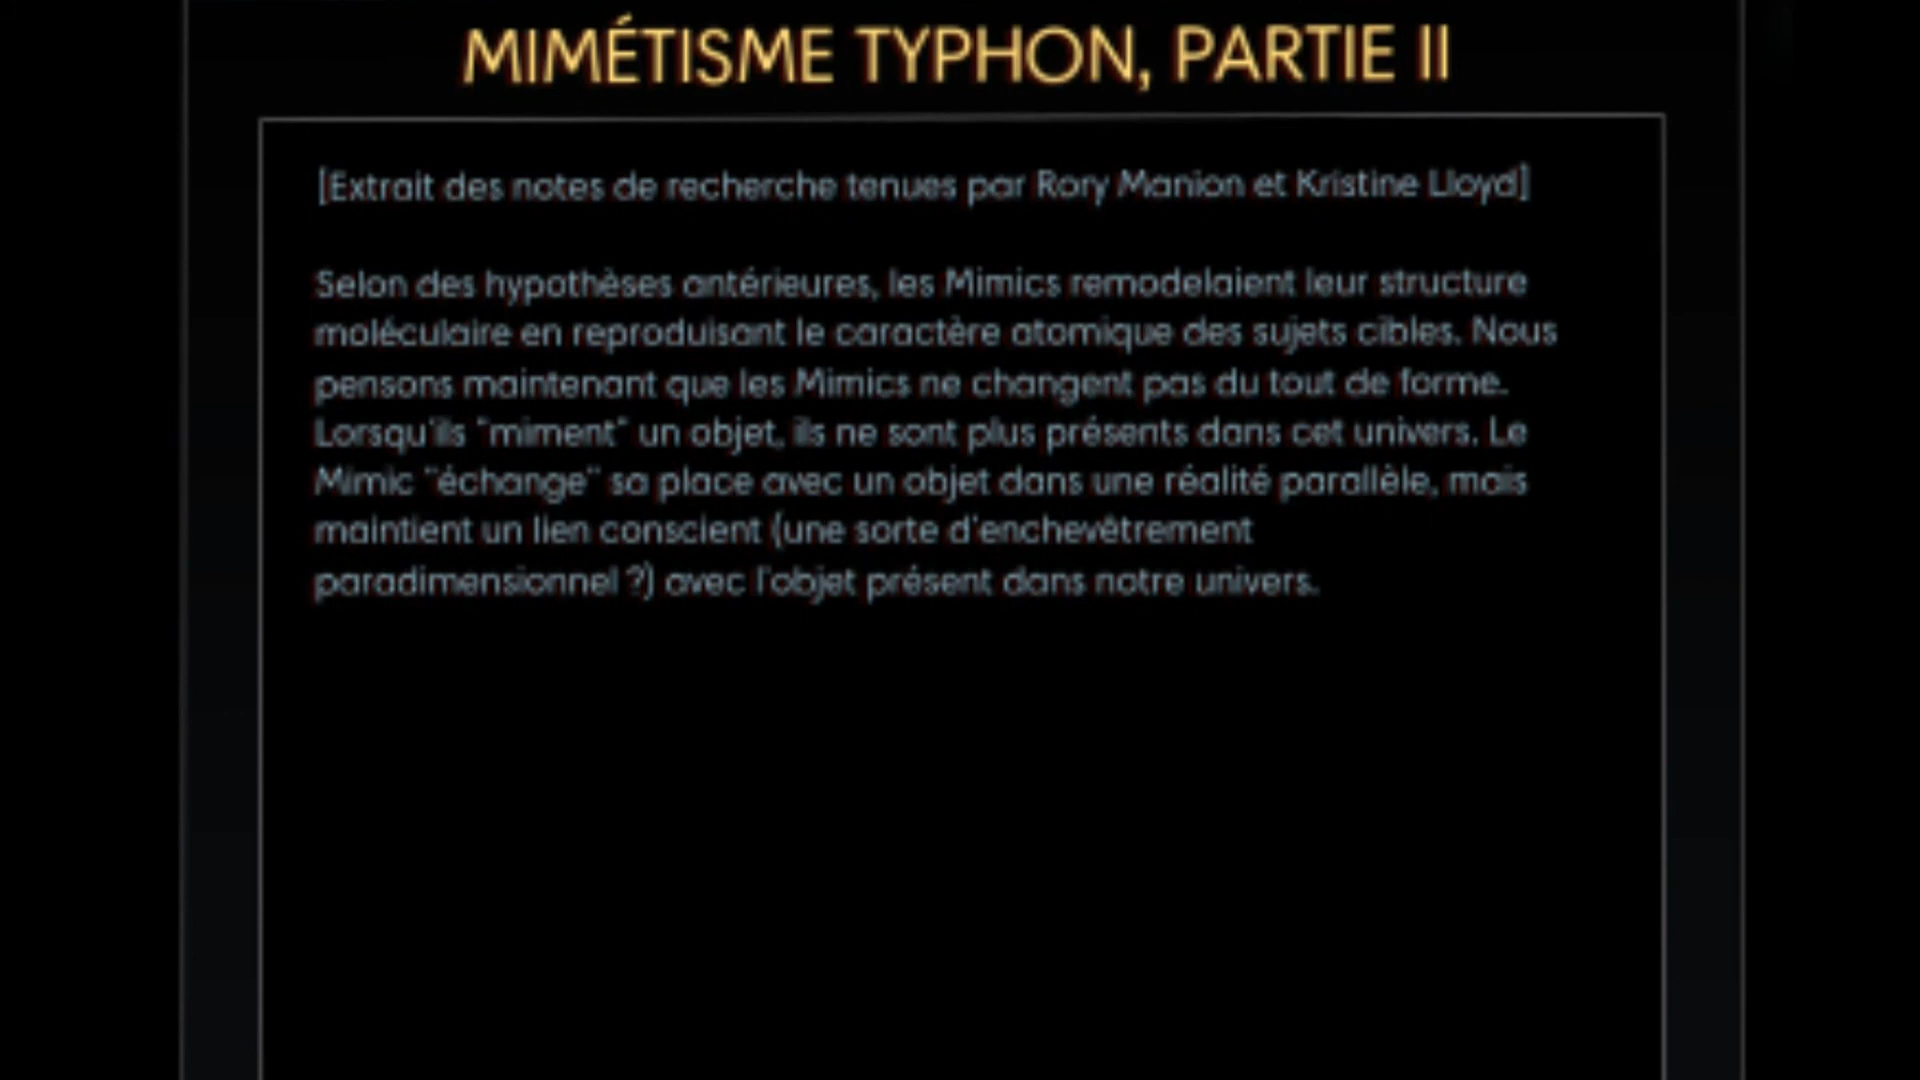 MIMÉTISME TYPHON, PARTIE II
[Extrait des notes de recherche tenues par Rory Manion et Kristine Lloyd]
Selon des hypothèses antérieures, les Mimics remodelaient leur structure
moléculaire en reproduisant le caractère atomique des sujets cibles. Nous
pensons maintenant que les Mimics ne changent pas du tout de forme.
Lorsqu'ils "miment" un objet, ils ne sont plus présents dans cet univers. Le
Mimic "échange" sa place avec un objet dans une réalité parallèle, mais
maintient un lien conscient (une sorte d'enchevêtrement
paradimensionnel ?) avec l'objet présent dans notre univers.